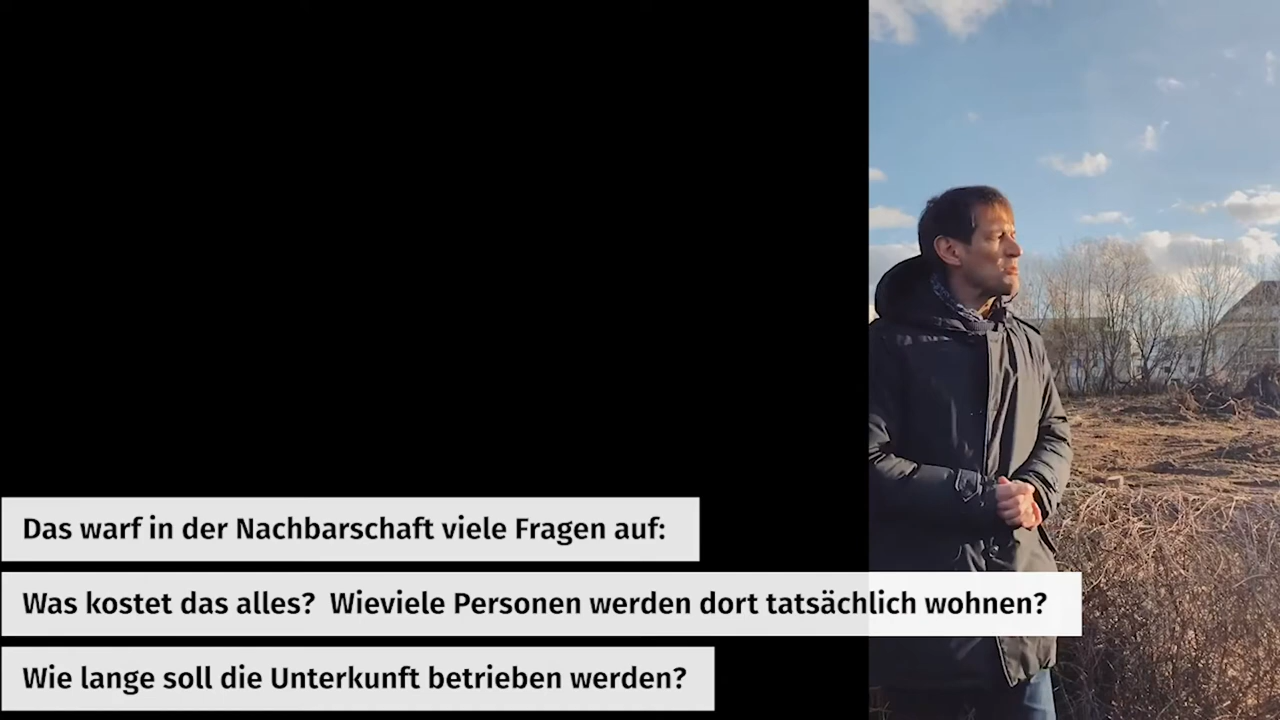 Das warf in der Nachbarschaft viele Fragen auf:
Was kostet das alles?  Wieviele Personen werden dort tatsächlich wohnen?
Wie lange soll die Unterkunft betrieben werden?